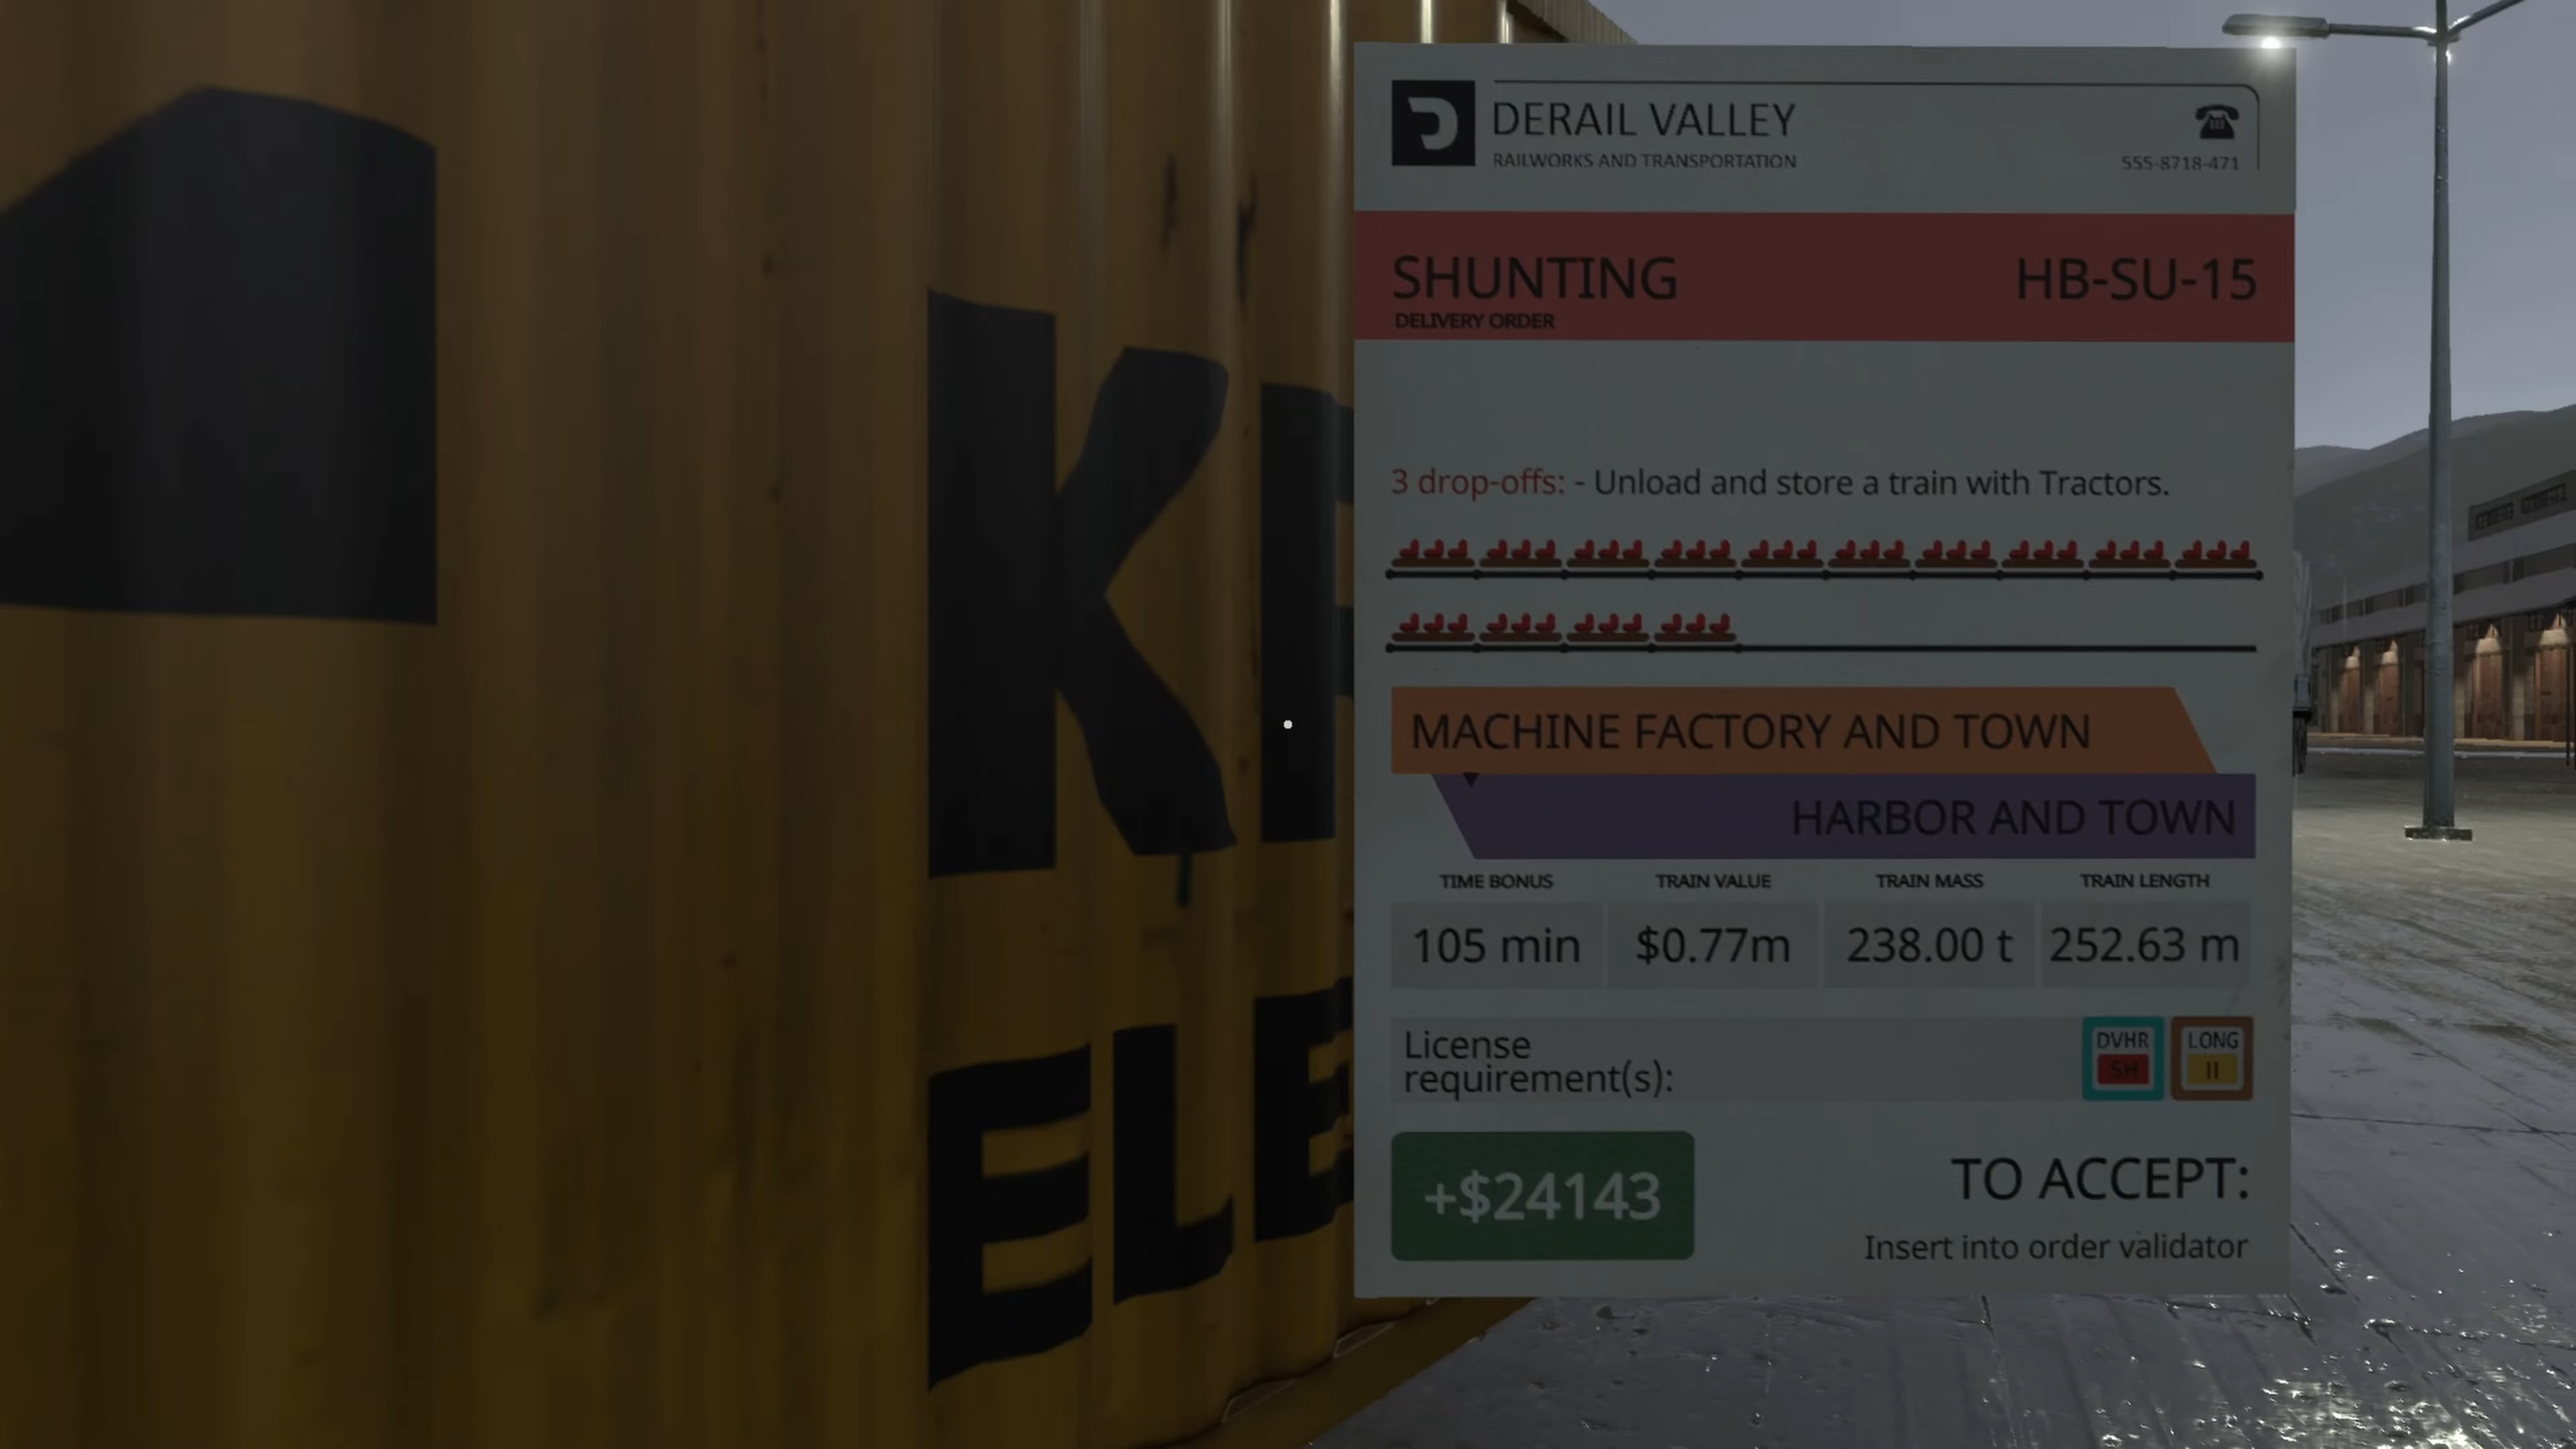 K
ELE
DERAIL VALLEY
RAILWORKS AND TRANSPORTATION
555-8718-471
SHUNTING
HB-SU-15
DELIVERY ORDER
3 drop-offs: - Unload and store a train with Tractors.
MACHINE FACTORY AND TOWN
HARBOR AND TOWN
TIME BONUS TRAIN VALUE TRAIN MASS TRAIN LENGTH
105 min $0.77m 238.00 t 252.63 m
License
requirement(s):
DVHR
SH
LONG
II
+$24143
TO ACCEPT:
Insert into order validator